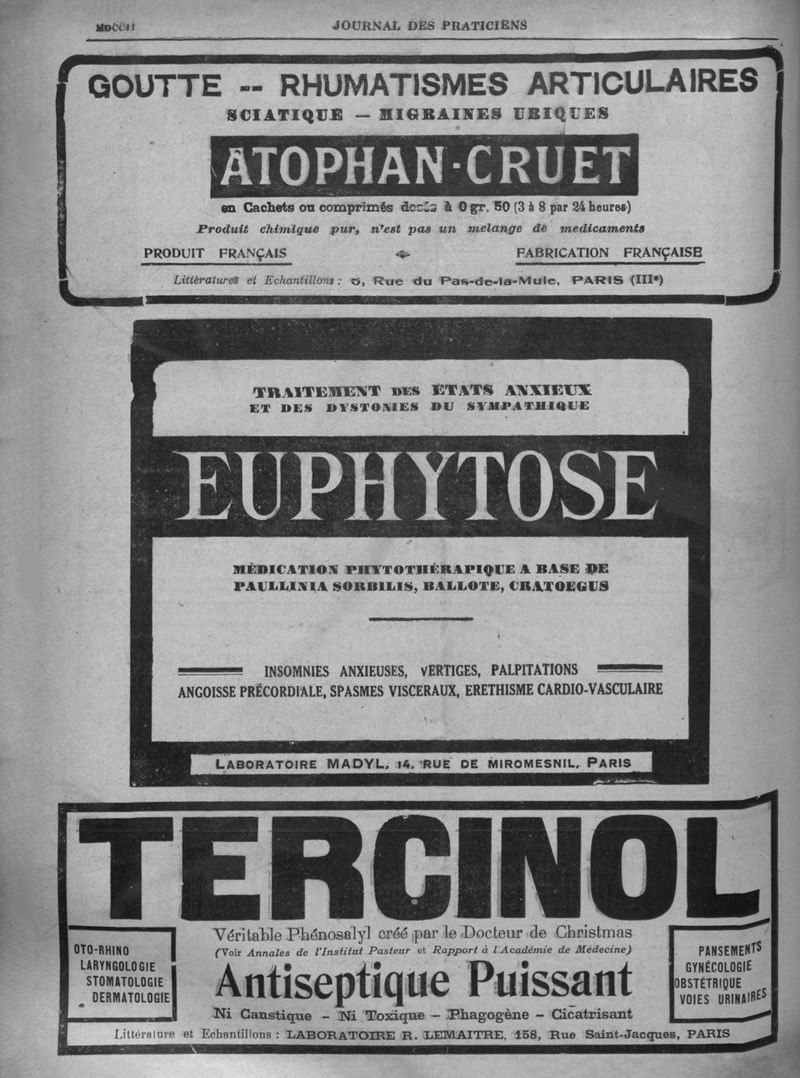 MDCCII
JOURNAL DES PRATICIENS
GOUTTE -- RHUMATISMES ARTICULAIRES
SCIATIQUE — MIGRAINES URIQUES
ATOPHAN-CRUET
en Cachets ou comprimés dosés à 0 gr. 50 (3 à 8 par 24 heures)
Produit chimique pur, n'est pas un melange de medicaments
PRODUIT FRANÇAIS
FABRICATION FRANÇAISE
Littératures et Echantillons : 5, Rue du Pas-de-la-Mule, PARIS (IIIe)
TRAITEMENT DES ETATS ANXIEUX
ET DES DYSTONIES DU SYMPATHIQUE
EUPHYTOSE
MÉDICATION PHYTOTHÉRAPIQUE A BASE DE
PAULLINIA SORBILIS, BALLOTE, CRATOEGUS
INSOMNIES ANXIEUSES, VERTIGES, PALPITATIONS
ANGOISSE PRÉCORDIALE, SPASMES VISCERAUX, ERETHISME CARDIO-VASCULAIRE
LABORATOIRE MADYL, 14, RUE DE MIROMESNIL, PARIS
TERCINOL
Véritable Phénosalyl créé par le Docteur de Christmas
(Voir Annales de l'Institut Pasteur et Rapport à l'Académie de Médecine)
OTO-RHINO
LARYNGOLOGIE
STOMATOLOGIE
DERMATOLOGIE
Antiseptique Puissant
PANSEMENTS
GYNÉCOLOGIE
OBSTÉTRIQUE
VOIES URINAIRES
Ni Caustique - Ni Toxique - Phagogène - Cicatrisant
Littérature et Echantillons : LABORATOIRE R. LEMAITRE, 158, Rue Saint-Jacques, PARIS